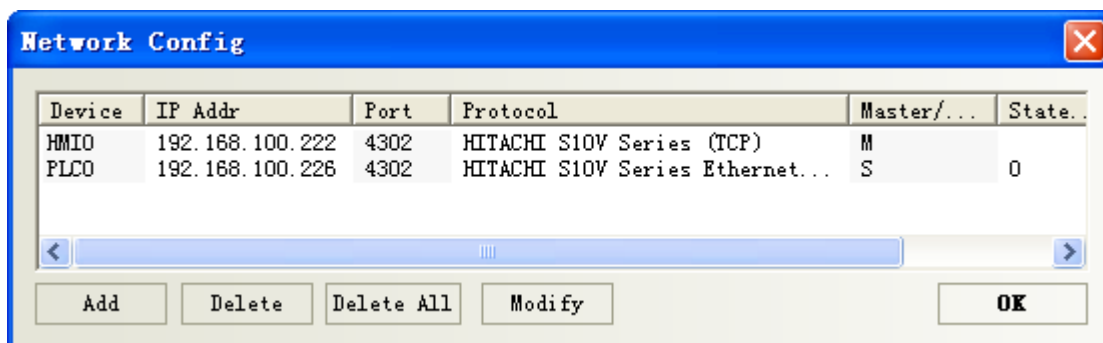 Network Config
Device IP Addr Port Protocol Master/... State..
HMI0 192.168.100.222 4302 HITACHI S10V Series (TCP) M
PLC0 192.168.100.226 4302 HITACHI S10V Series Ethernet... S 0
Add Delete Delete All Modify OK